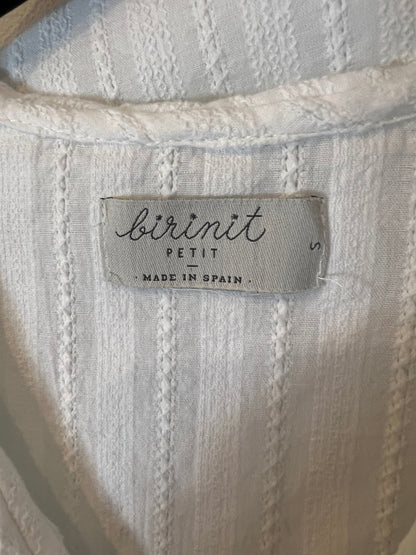 birinit
PETIT
· MADE IN SPAIN ·
S